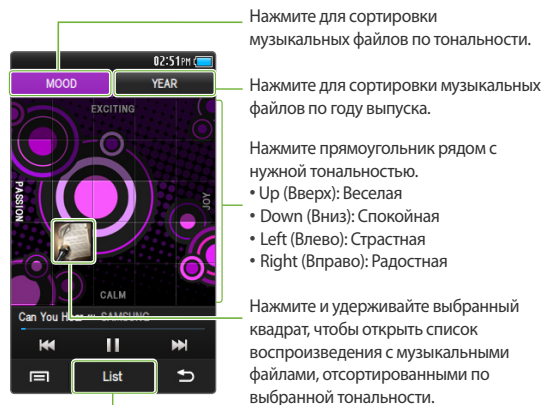 Нажмите для сортировки
музыкальных файлов по тональности.
02:51PM
MOOD
YEAR
Нажмите для сортировки музыкальных
файлов по году выпуска.
EXCITING
Нажмите прямоугольник рядом с
нужной тональностью.
• Up (Вверх): Веселая
• Down (Вниз): Спокойная
• Left (Влево): Страстная
• Right (Вправо): Радостная
PASSION
JOY
CALM
Нажмите и удерживайте выбранный
квадрат, чтобы открыть список
воспроизведения с музыкальными
файлами, отсортированными по
выбранной тональности.
Can You SAMSUNG
List